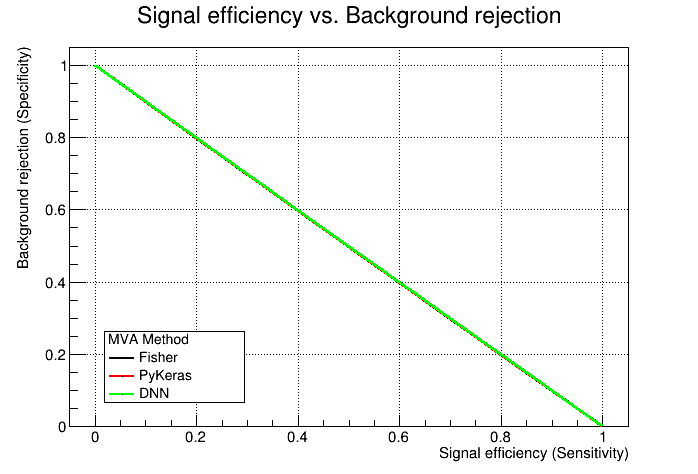 Signal efficiency vs. Background rejection
Background rejection (Specificity)
1
0.8
0.6
0.4
0.2
0
MVA Method
Fisher
PyKeras
DNN
0 0.2 0.4 0.6 0.8 1
Signal efficiency (Sensitivity)